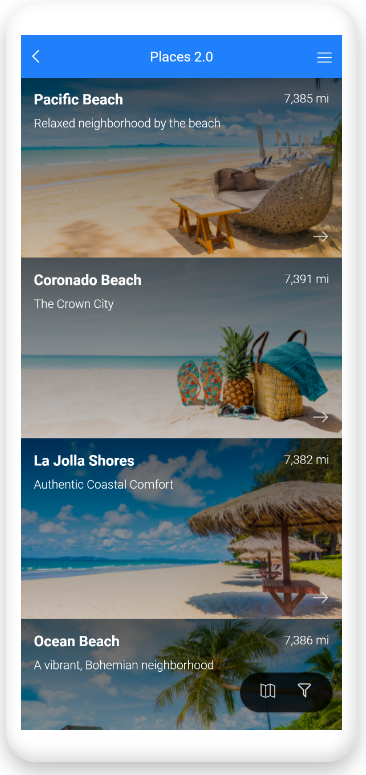 Places 2.0
Pacific Beach 7,385 mi
Relaxed neighborhood by the beach
Coronado Beach 7,391 mi
The Crown City
La Jolla Shores 7,382 mi
Authentic Coastal Comfort
Ocean Beach 7,386 mi
A vibrant, Bohemian neighborhood